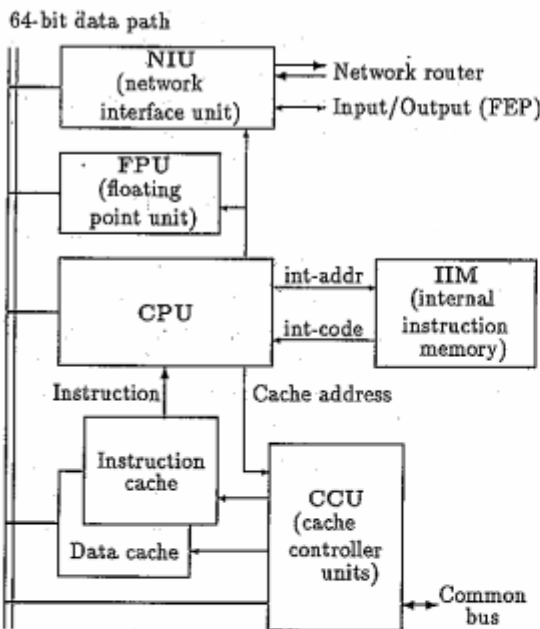 64-bit data path
NIU
(network
interface unit)
Network router
Input/Output (FEP)
FPU
(floating
point unit)
CPU
int-addr
int-code
IIM
(internal
instruction
memory)
Instruction
Cache address
Instruction
cache
Data cache
CCU
(cache
controller
units)
Common
bus